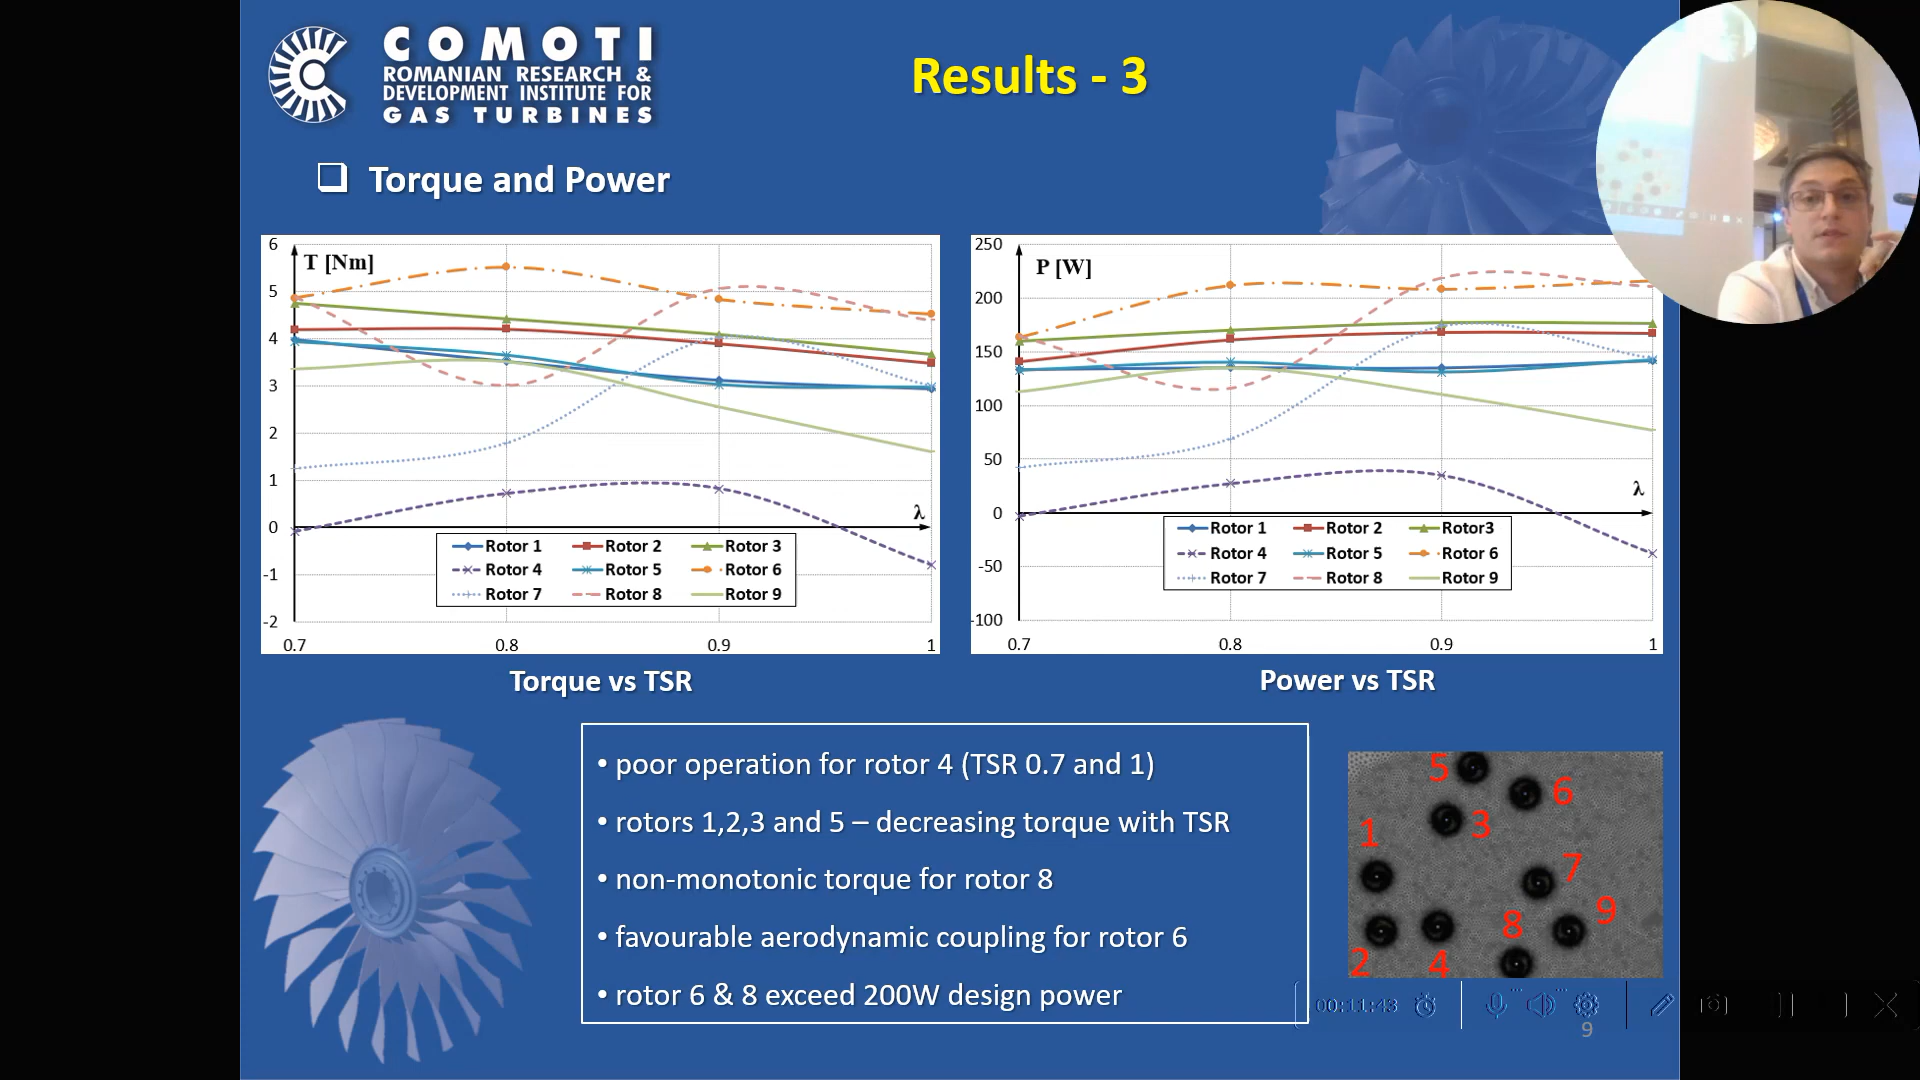 COMOTI
ROMANIAN RESEARCH &
DEVELOPMENT INSTITUTE FOR
GAS TURBINES
Results - 3
Torque and Power
T [Nm]
6
5
4
3
2
1
0
-1
-2
0.7 0.8 0.9 1
λ
Rotor 1 Rotor 2 Rotor 3
Rotor 4 Rotor 5 Rotor 6
Rotor 7 Rotor 8 Rotor 9
Torque vs TSR
P [W]
250
200
150
100
50
0
-50
-100
0.7 0.8 0.9 1
λ
Rotor 1 Rotor 2 Rotor3
Rotor 4 Rotor 5 Rotor 6
Rotor 7 Rotor 8 Rotor 9
Power vs TSR
• poor operation for rotor 4 (TSR 0.7 and 1)
• rotors 1,2,3 and 5 – decreasing torque with TSR
• non-monotonic torque for rotor 8
• favourable aerodynamic coupling for rotor 6
• rotor 6 & 8 exceed 200W design power
5
6
3
1
7
9
8
2
4
00:11:43
9